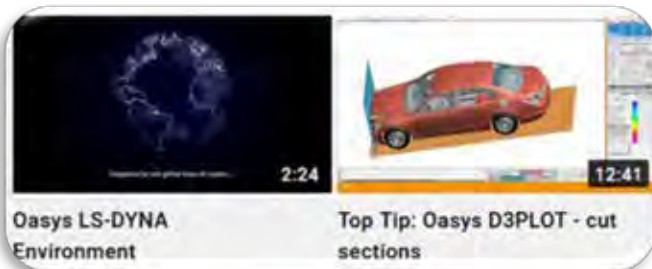 2:24
12:41
Oasys LS-DYNA
Environment
Top Tip: Oasys D3PLOT - cut
sections